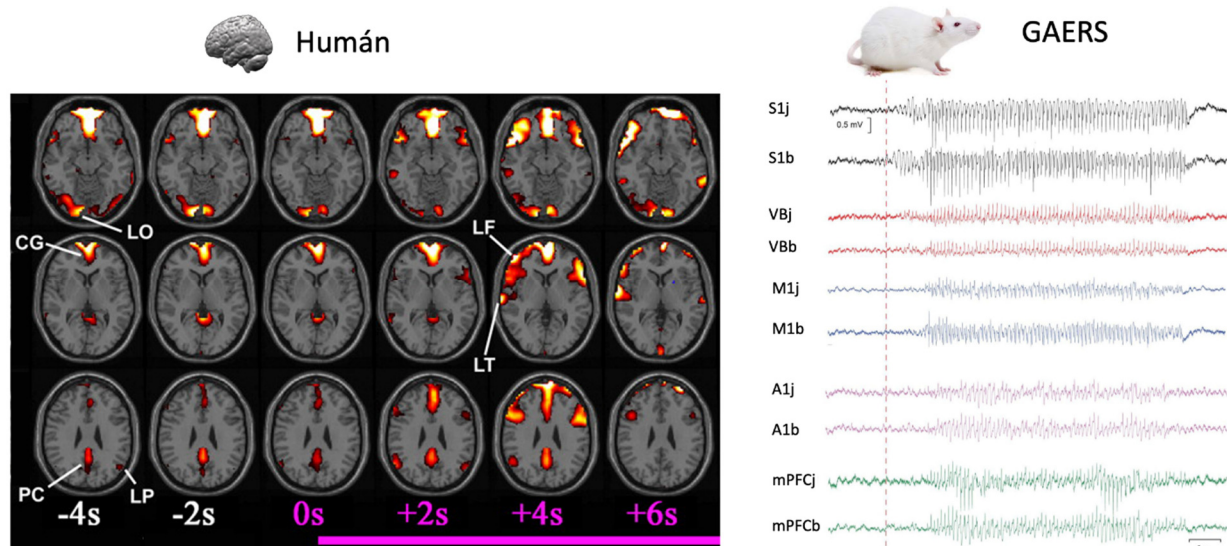 Humán
GAERS
LO
CG
LF
LT
PC
LP
-4s
-2s
0s
+2s
+4s
+6s
S1j
0.5 mV
S1b
VBj
VBb
M1j
M1b
A1j
A1b
mPFCj
mPFCb